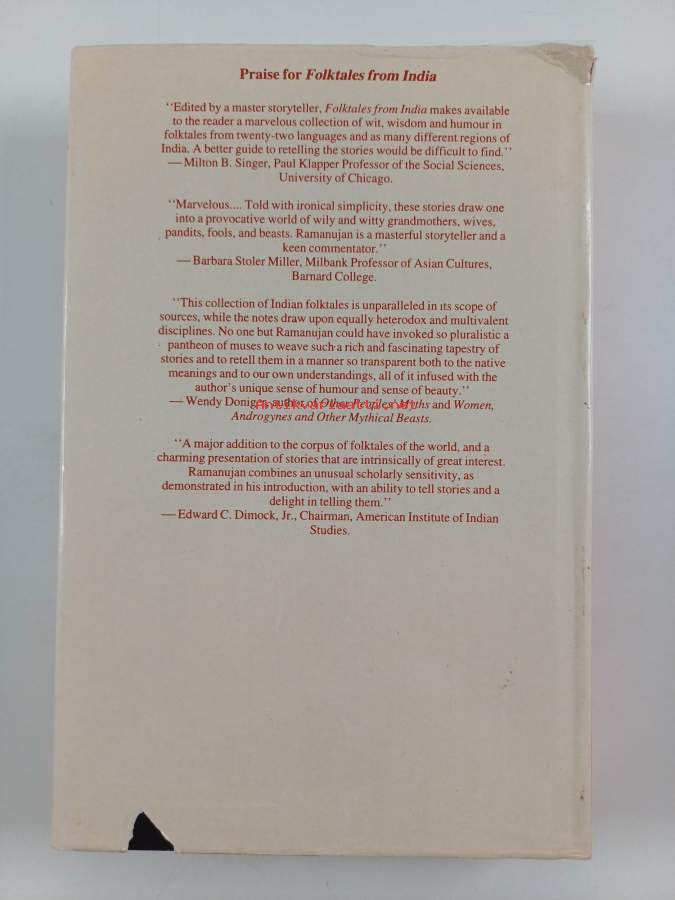 Praise for Folktales from India
‘‘Edited by a master storyteller, Folktales from India makes available
to the reader a marvelous collection of wit, wisdom and humour in
folktales from twenty-two languages and as many different regions of
India. A better guide to retelling the stories would be difficult to find.’’
— Milton B. Singer, Paul Klapper Professor of the Social Sciences,
University of Chicago.
‘‘Marvelous.... Told with ironical simplicity, these stories draw one
into a provocative world of wily and witty grandmothers, wives,
pandits, fools, and beasts. Ramanujan is a masterful storyteller and a
keen commentator.’’
— Barbara Stoler Miller, Milbank Professor of Asian Cultures,
Barnard College.
‘‘This collection of Indian folktales is unparalleled in its scope of
sources, while the notes draw upon equally heterodox and multivalent
disciplines. No one but Ramanujan could have invoked so pluralistic a
pantheon of muses to weave such a rich and fascinating tapestry of
stories and to retell them in a manner so transparent both to the native
meanings and to our own understandings, all of it infused with the
author's unique sense of humour and sense of beauty.’’
— Wendy Doniger, author of Other Peoples' Myths and Women,
Androgynes and Other Mythical Beasts.
‘‘A major addition to the corpus of folktales of the world, and a
charming presentation of stories that are intrinsically of great interest.
Ramanujan combines an unusual scholarly sensitivity, as
demonstrated in his introduction, with an ability to tell stories and a
delight in telling them.’’
— Edward C. Dimock, Jr., Chairman, American Institute of Indian
Studies.